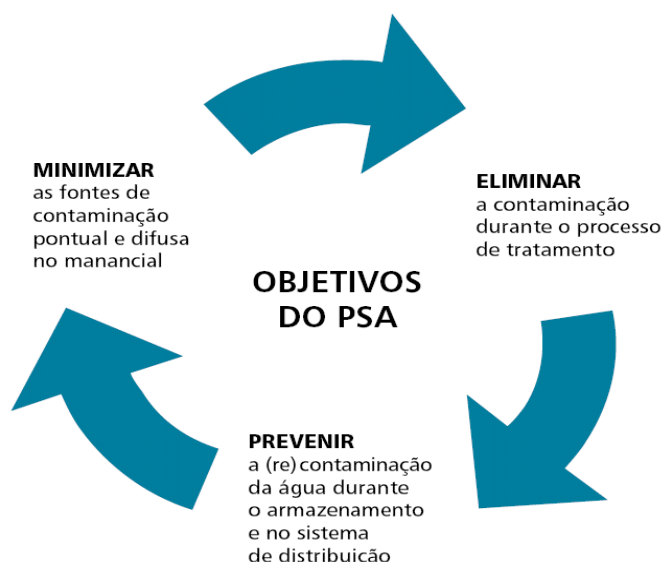 MINIMIZAR
as fontes de
contaminação
pontual e difusa
no manancial
ELIMINAR
a contaminação
durante o processo
de tratamento
OBJETIVOS
DO PSA
PREVENIR
a (re)contaminação
da água durante
o armazenamento
e no sistema
de distribuição